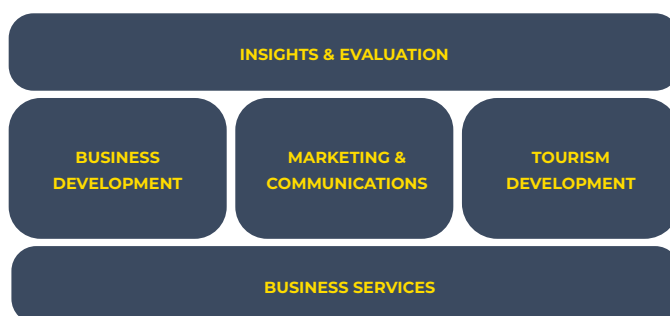 INSIGHTS & EVALUATION
BUSINESS
DEVELOPMENT
MARKETING &
COMMUNICATIONS
TOURISM
DEVELOPMENT
BUSINESS SERVICES